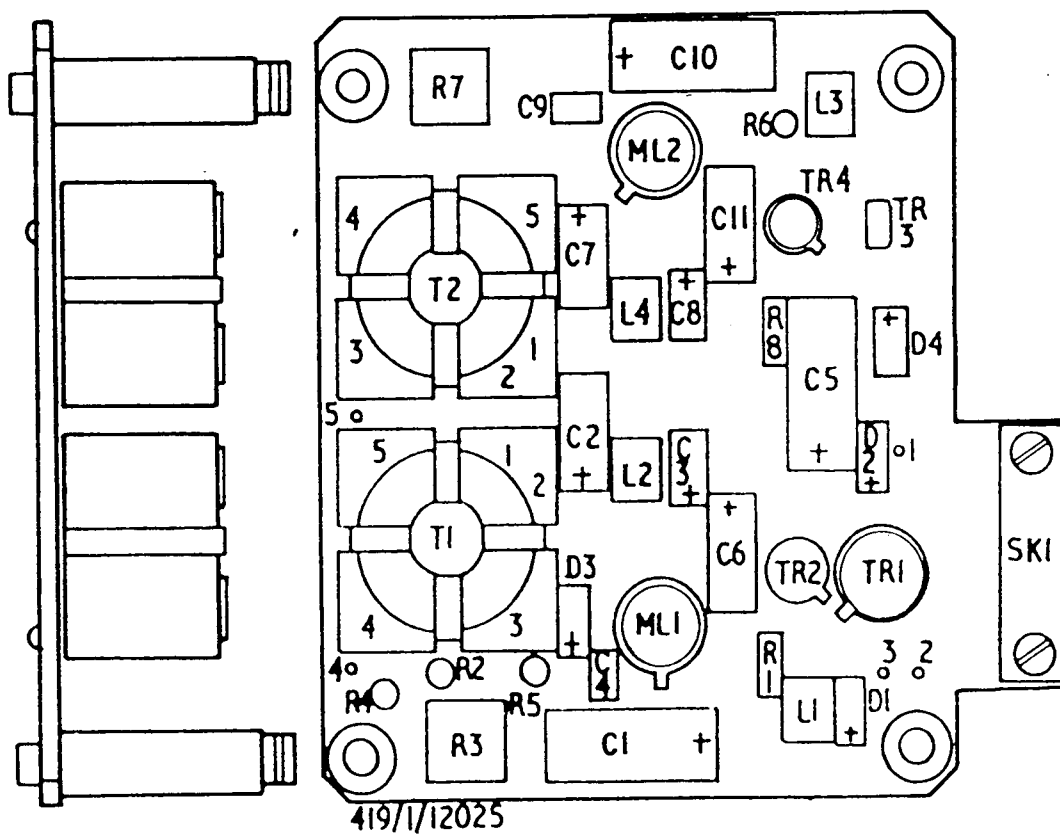 + C10
R7
C9
L3
R6
ML2
TR4
4
5
+
C7
C11
+
TR
3
T2
L4
+
C8
3
1
2
R
8
C5
+
+
D4
5
C2
+
5
1
2
L2
C
3
+
D
2
+
1
T1
+
C6
SK1
D3
TR2
TR1
4
3
+
ML1
4
R2
C
4
R
1
3
2
R4
R5
L1
D1
+
R3
C1 +
419/1/12025